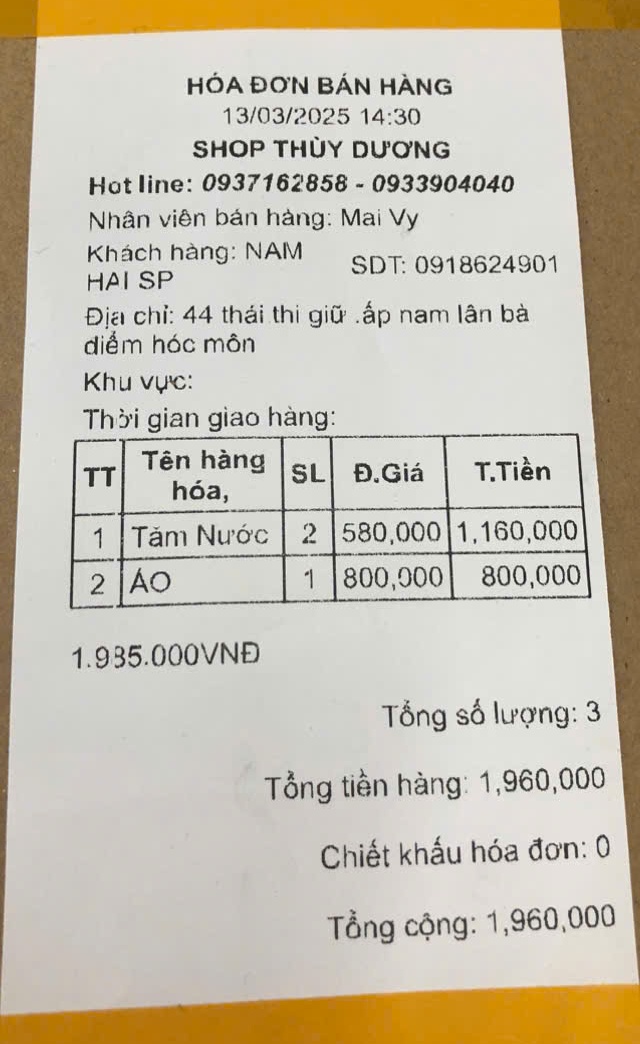 HÓA ĐƠN BÁN HÀNG
13/03/2025 14:30
SHOP THÙY DƯƠNG
Hot line: 0937162858 - 0933904040
Nhân viên bán hàng: Mai Vy
Khách hàng: NAM HAI SP SDT: 0918624901
Địa chỉ: 44 thái thi giữ .ấp nam lân bà
điểm hóc môn
Khu vực:
Thời gian giao hàng:
TT Tên hàng hóa, SL Đ.Giá T.Tiền
1 Tăm Nước 2 580,000 1,160,000
2 ÁO 1 800,000 800,000
1.985.000VNĐ
Tổng số lượng: 3
Tổng tiền hàng: 1,960,000
Chiết khấu hóa đơn: 0
Tổng cộng: 1,960,000